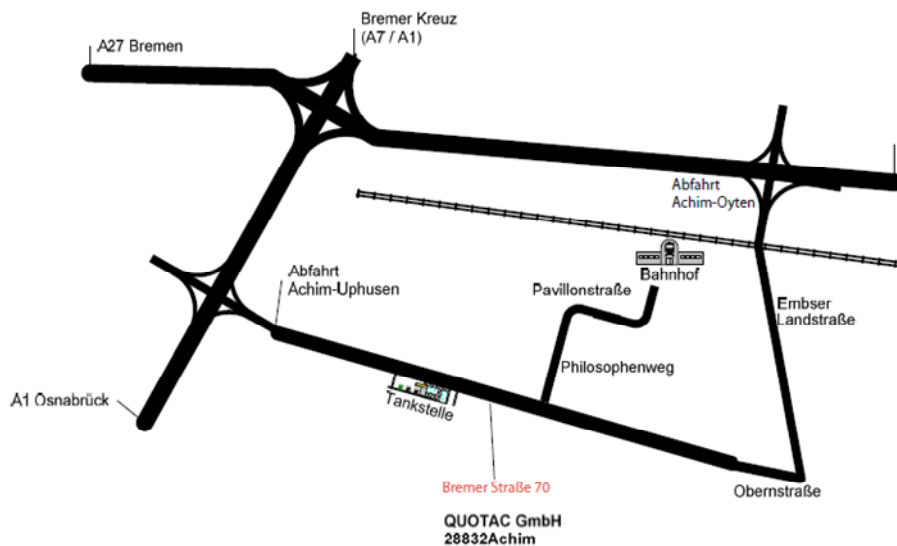 Bremer Kreuz
(A7 / A1)
A27 Bremen
Abfahrt
Achim-Oyten
Bahnhof
Abfahrt
Achim-Uphusen
Pavillonstraße
Embser
Landstraße
Philosophenweg
A1 Osnabrück
Tankstelle
Bremer Straße 70
Obernstraße
QUOTAC GmbH
28832Achim